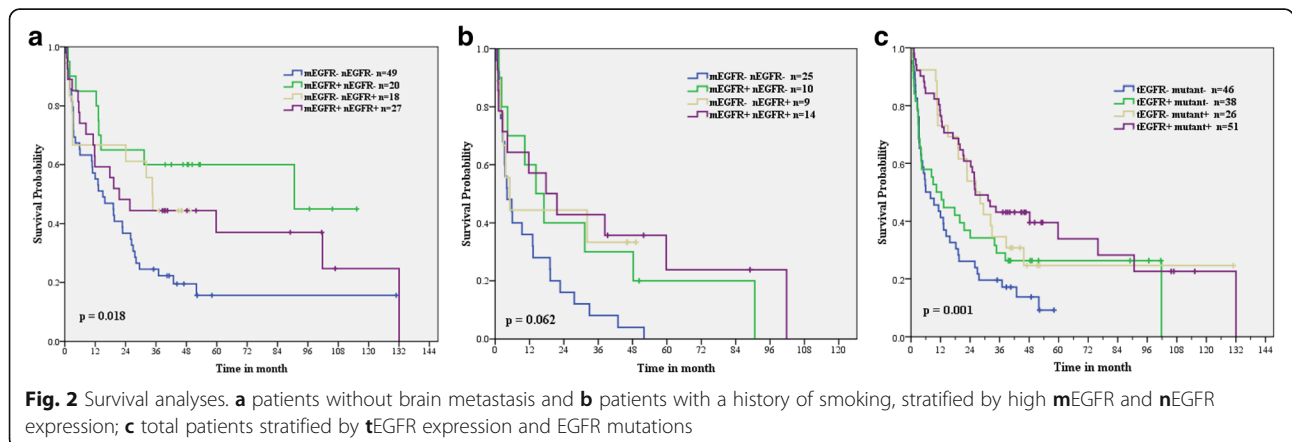 a
1.0
0.8
0.6
0.4
0.2
0.0
Survival Probability
mEGFR- nEGFR- n=49
mEGFR+ nEGFR- n=20
mEGFR- nEGFR+ n=18
mEGFR+ nEGFR+ n=27
p = 0.018
0 12 24 36 48 60 72 84 96 108 120 132 144
Time in month
b
1.0
0.8
0.6
0.4
0.2
0.0
Survival Probability
mEGFR- nEGFR- n=25
mEGFR+ nEGFR- n=10
mEGFR- nEGFR+ n=9
mEGFR+ nEGFR+ n=14
p = 0.062
0 12 24 36 48 60 72 84 96 108 120
Time in month
c
1.0
0.8
0.6
0.4
0.2
0.0
Survival Probability
tEGFR- mutant- n=46
tEGFR+ mutant- n=38
tEGFR- mutant+ n=26
tEGFR+ mutant+ n=51
p = 0.001
0 12 24 36 48 60 72 84 96 108 120 132 144
Time in month
Fig. 2 Survival analyses. a patients without brain metastasis and b patients with a history of smoking, stratified by high mEGFR and nEGFR
expression; c total patients stratified by tEGFR expression and EGFR mutations